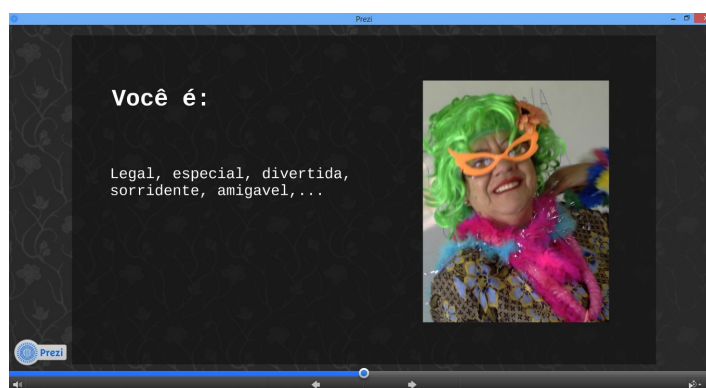 Prezi
Você é:
Legal, especial, divertida,
sorridente, amigavel,...
Prezi